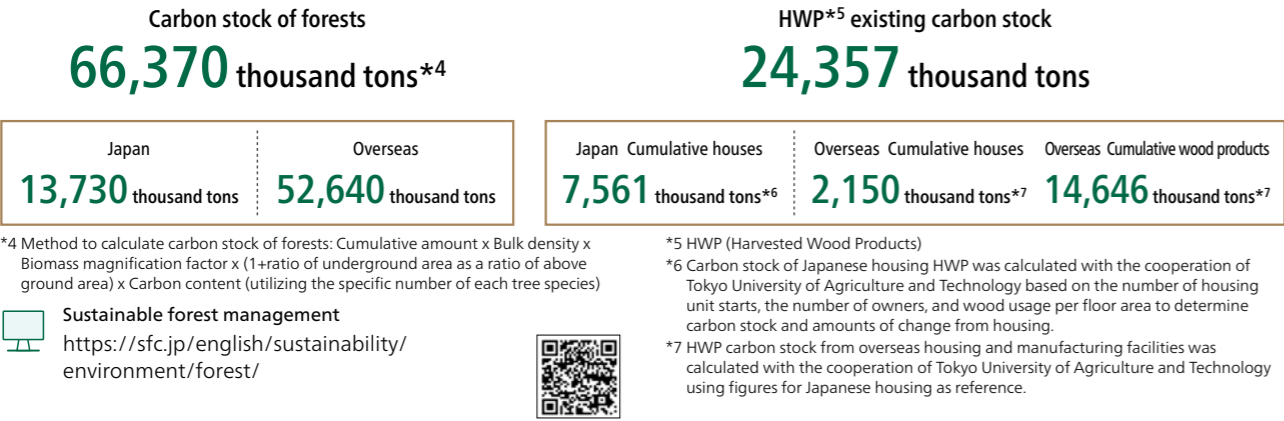 Carbon stock of forests
66,370 thousand tons*4
Japan
13,730 thousand tons
Overseas
52,640 thousand tons
*4 Method to calculate carbon stock of forests: Cumulative amount x Bulk density x
Biomass magnification factor x (1+ratio of underground area as a ratio of above
ground area) x Carbon content (utilizing the specific number of each tree species)
Sustainable forest management
https://sfc.jp/english/sustainability/
environment/forest/
HWP*5 existing carbon stock
24,357 thousand tons
Japan Cumulative houses
7,561 thousand tons*6
Overseas Cumulative houses
2,150 thousand tons*7
Overseas Cumulative wood products
14,646 thousand tons*7
*5 HWP (Harvested Wood Products)
*6 Carbon stock of Japanese housing HWP was calculated with the cooperation of
Tokyo University of Agriculture and Technology based on the number of housing
unit starts, the number of owners, and wood usage per floor area to determine
carbon stock and amounts of change from housing.
*7 HWP carbon stock from overseas housing and manufacturing facilities was
calculated with the cooperation of Tokyo University of Agriculture and Technology
using figures for Japanese housing as reference.